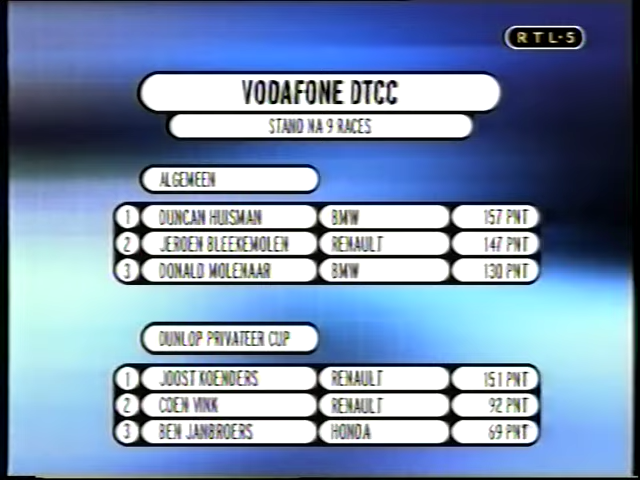 RTL·5
VODAFONE DTCC
STAND NA 9 RACES
ALGEMEEN
1 DUNCAN HUISMAN BMW 157 PNT
2 JEROEN BLEEKEMOLEN RENAULT 147 PNT
3 DONALD MOLENAAR BMW 130 PNT
DUNLOP PRIVATEER CUP
1 JOOST KOENDERS RENAULT 151 PNT
2 COEN VINK RENAULT 92 PNT
3 BEN JANBROERS HONDA 69 PNT